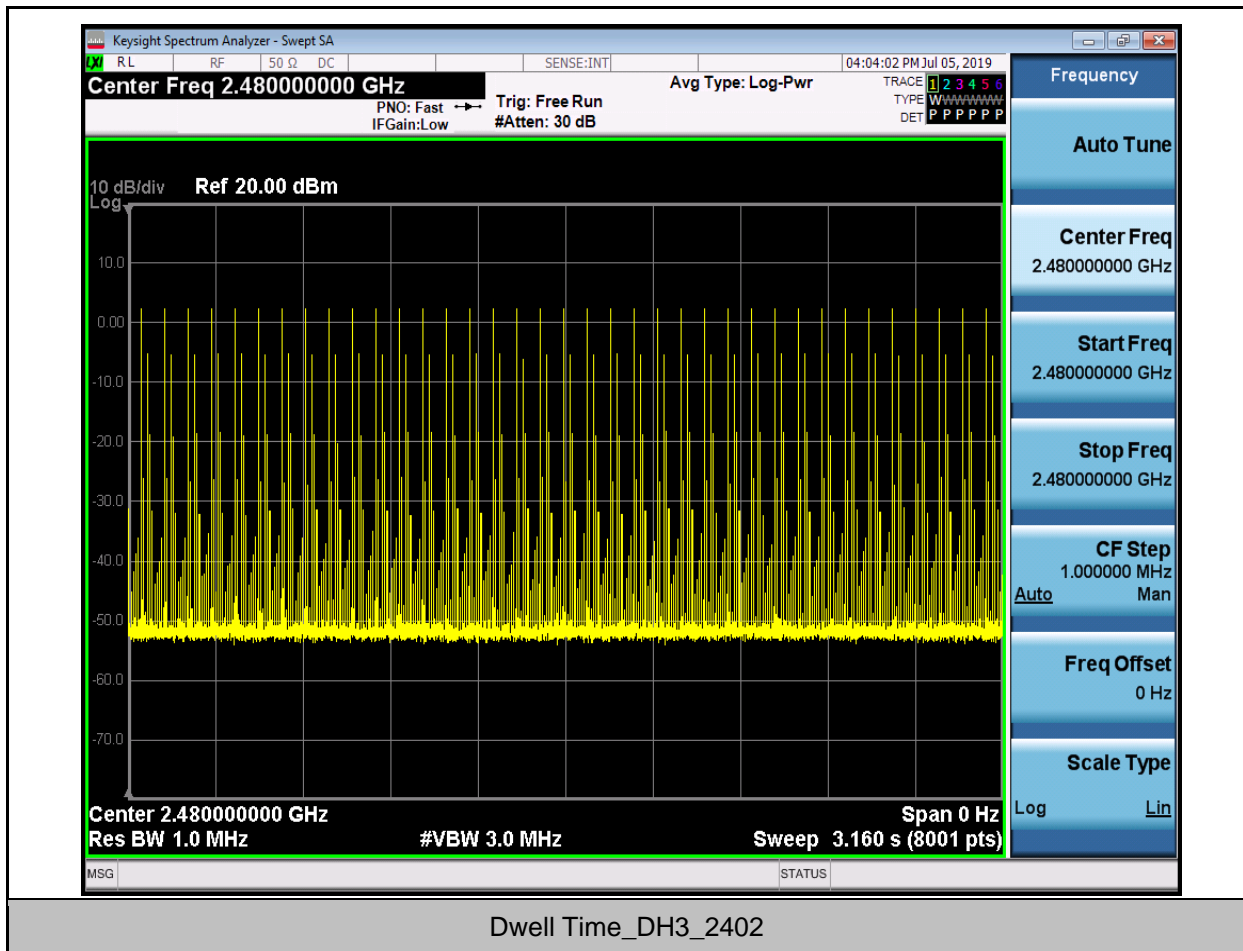 Keysight Spectrum Analyzer - Swept SA
LXI RL RF 50 Ω DC SENSE:INT 04:04:02 PM Jul 05, 2019
Center Freq 2.480000000 GHz
PNO: Fast
IFGain:Low
Trig: Free Run
#Atten: 30 dB
Avg Type: Log-Pwr
TRACE 1 2 3 4 5 6
TYPE WWWWWW
DET P P P P P P
10 dB/div Ref 20.00 dBm
Log
10.0
0.00
-10.0
-20.0
-30.0
-40.0
-50.0
-60.0
-70.0
Center 2.480000000 GHz Span 0 Hz
Res BW 1.0 MHz #VBW 3.0 MHz Sweep 3.160 s (8001 pts)
MSG STATUS
Frequency
Auto Tune
Center Freq
2.480000000 GHz
Start Freq
2.480000000 GHz
Stop Freq
2.480000000 GHz
CF Step
1.000000 MHz
Auto Man
Freq Offset
0 Hz
Scale Type
Log Lin
Dwell Time_DH3_2402